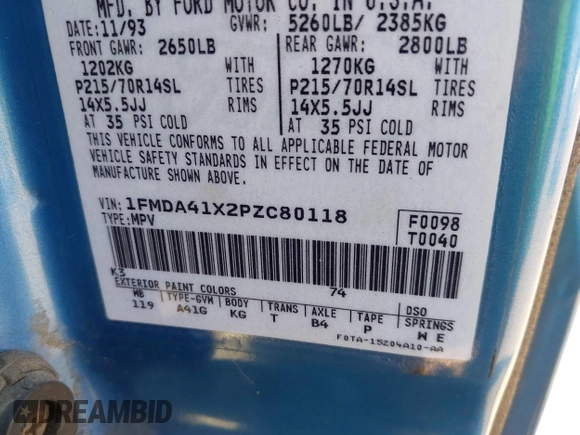 MFD. BY FORD MOTOR CO. IN U.S.A.
DATE: 11/93 GVWR: 5260LB/ 2385KG
FRONT GAWR: 2650LB REAR GAWR: 2800LB
1202KG WITH 1270KG WITH
P215/70R14SL TIRES P215/70R14SL TIRES
14X5.5JJ RIMS 14X5.5JJ RIMS
AT 35 PSI COLD AT 35 PSI COLD
THIS VEHICLE CONFORMS TO ALL APPLICABLE FEDERAL MOTOR
VEHICLE SAFETY STANDARDS IN EFFECT ON THE DATE OF
MANUFACTURE SHOWN ABOVE.
VIN: 1FMDA41X2PZC80118 F0098
TYPE: MPV T0040
K3 74
EXTERIOR PAINT COLORS DSO
WB TYPE-GVM BODY TRANS AXLE TAPE SPRINGS
119 A41G KG T B4 P W E
F0TA-15204A10-AA
DREAMBID